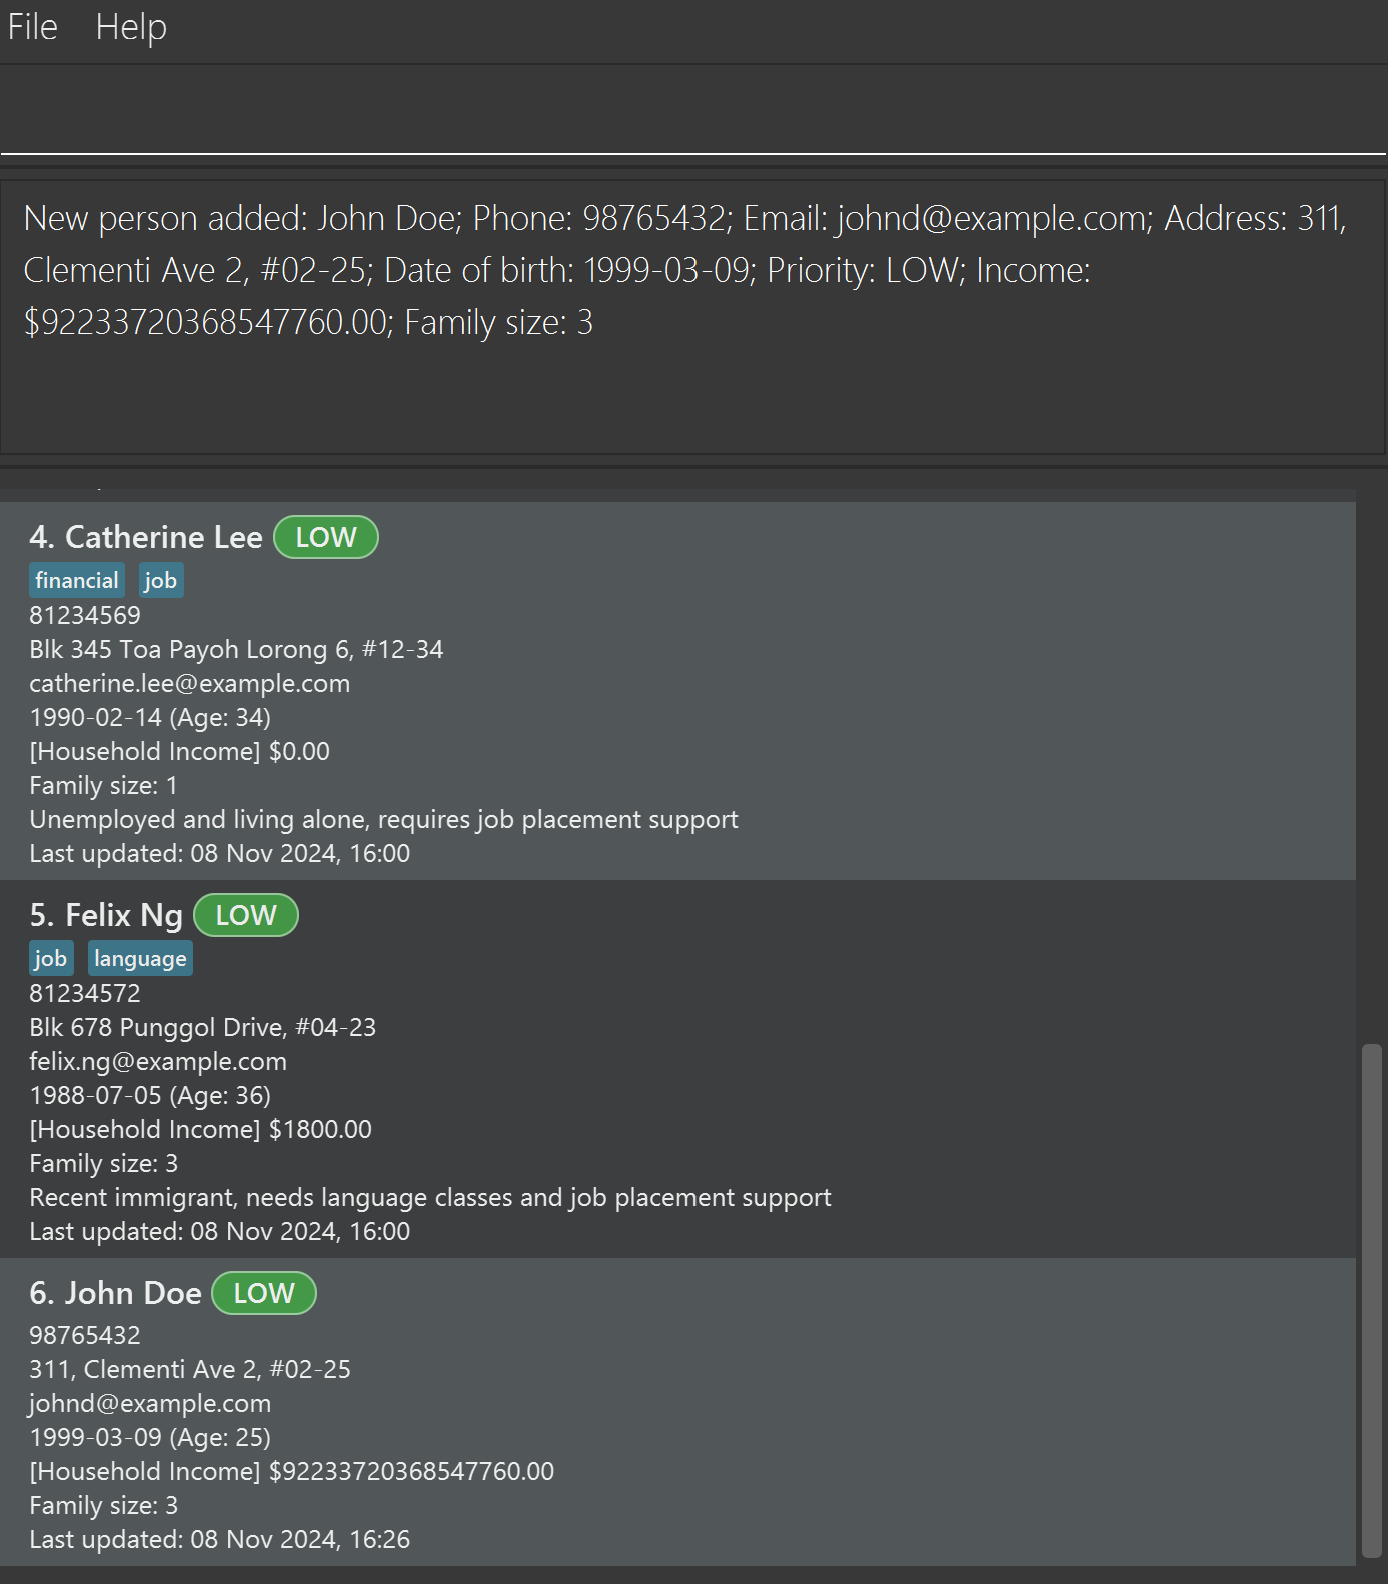 File Help
New person added: John Doe; Phone: 98765432; Email: johnd@example.com; Address: 311,
Clementi Ave 2, #02-25; Date of birth: 1999-03-09; Priority: LOW; Income:
$92233720368547760.00; Family size: 3
4. Catherine Lee LOW
financial job
81234569
Blk 345 Toa Payoh Lorong 6, #12-34
catherine.lee@example.com
1990-02-14 (Age: 34)
[Household Income] $0.00
Family size: 1
Unemployed and living alone, requires job placement support
Last updated: 08 Nov 2024, 16:00
5. Felix Ng LOW
job language
81234572
Blk 678 Punggol Drive, #04-23
felix.ng@example.com
1988-07-05 (Age: 36)
[Household Income] $1800.00
Family size: 3
Recent immigrant, needs language classes and job placement support
Last updated: 08 Nov 2024, 16:00
6. John Doe LOW
98765432
311, Clementi Ave 2, #02-25
johnd@example.com
1999-03-09 (Age: 25)
[Household Income] $92233720368547760.00
Family size: 3
Last updated: 08 Nov 2024, 16:26